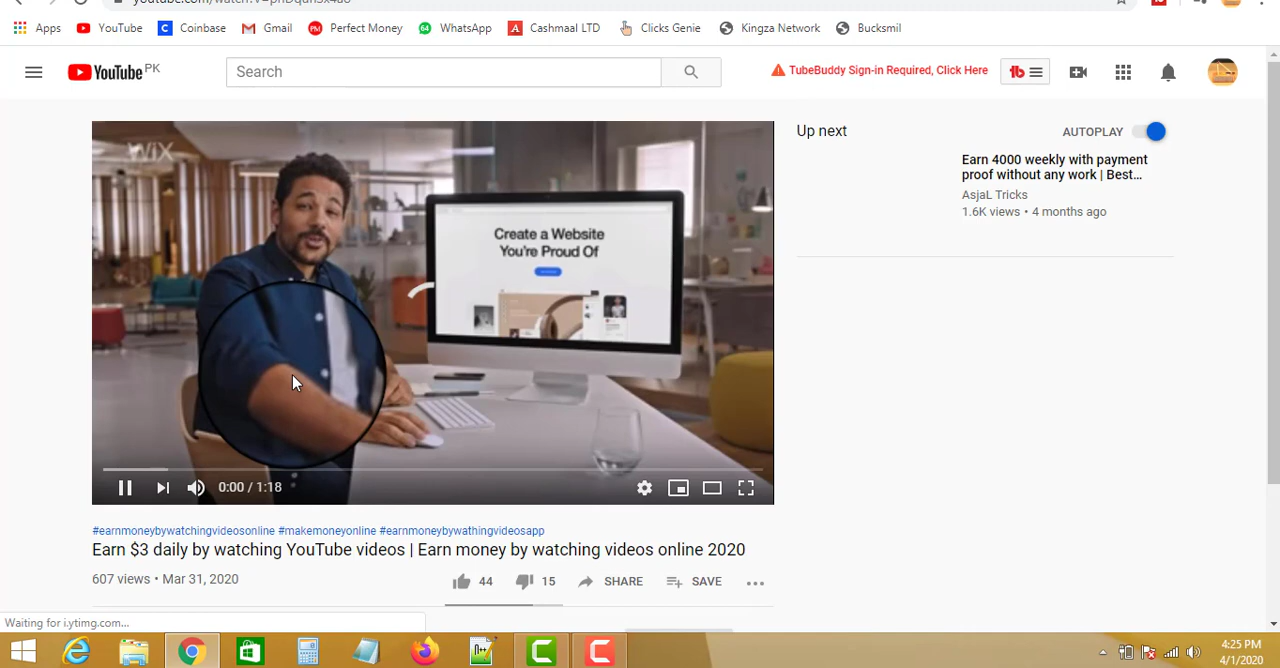 Apps YouTube Coinbase Gmail Perfect Money 64 WhatsApp Cashmaal LTD Clicks Genie Kingza Network Bucksmil
YouTube PK Search TubeBuddy Sign-in Required, Click Here
WiX
Create a Website
You're Proud Of
0:00 / 1:18
Up next AUTOPLAY
Earn 4000 weekly with payment
proof without any work | Best...
AsjaL Tricks
1.6K views • 4 months ago
#earnmoneybywatchingvideosonline #makemoneyonline #earnmoneybywathingvideosapp
Earn $3 daily by watching YouTube videos | Earn money by watching videos online 2020
607 views • Mar 31, 2020 44 15 SHARE SAVE
Waiting for i.ytimg.com...
4:25 PM
4/1/2020